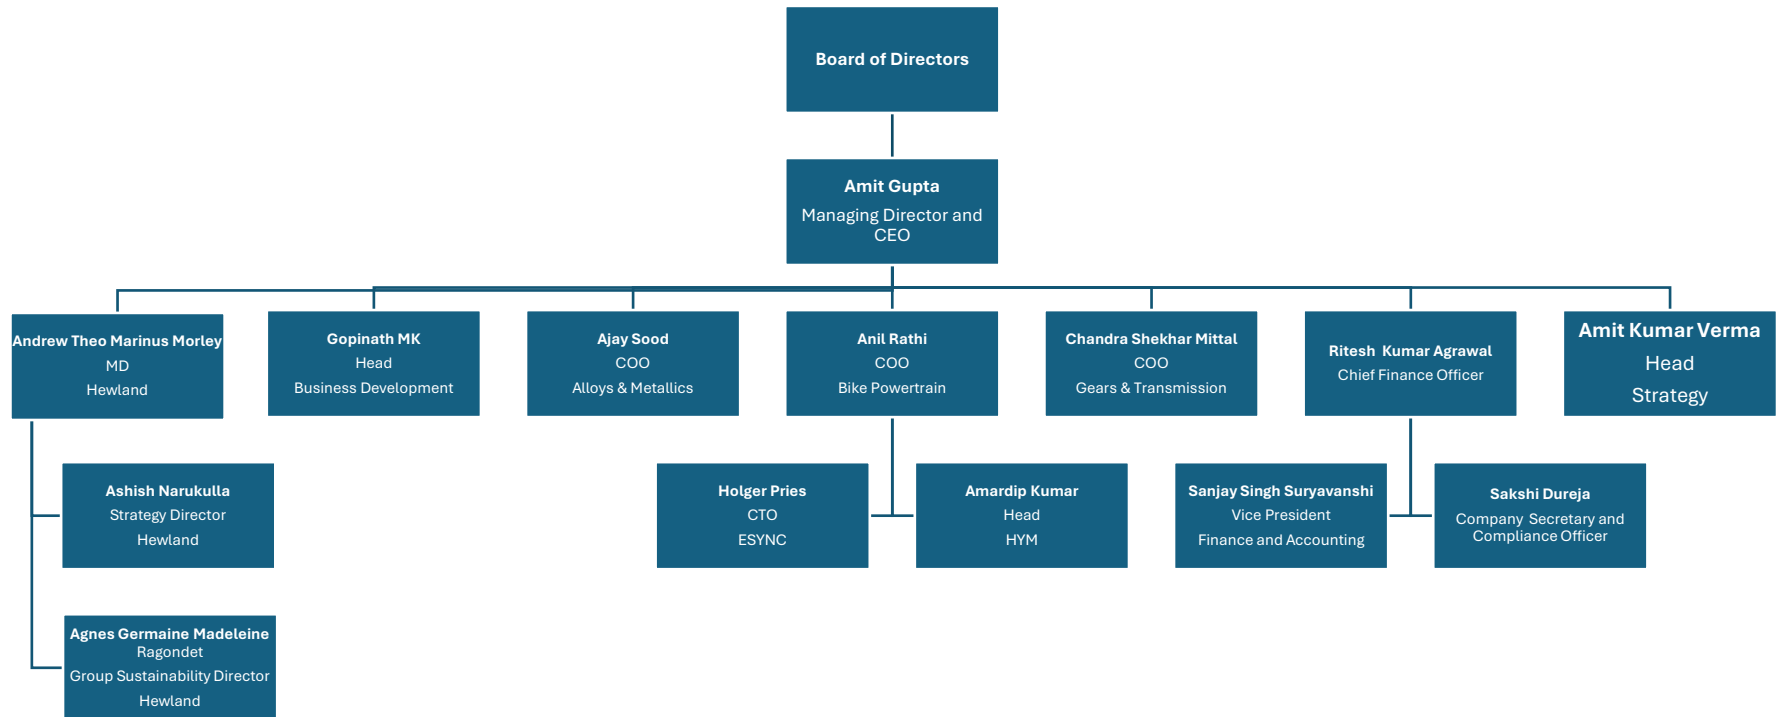 Board of Directors
Amit Gupta
Managing Director and
CEO
Andrew Theo Marinus Morley
MD
Hewland
Gopinath MK
Head
Business Development
Ajay Sood
COO
Alloys & Metallics
Anil Rathi
COO
Bike Powertrain
Chandra Shekhar Mittal
COO
Gears & Transmission
Ritesh Kumar Agrawal
Chief Finance Officer
Amit Kumar Verma
Head
Strategy
Ashish Narukulla
Strategy Director
Hewland
Holger Pries
CTO
ESYNC
Amardip Kumar
Head
HYM
Sanjay Singh Suryavanshi
Vice President
Finance and Accounting
Sakshi Dureja
Company Secretary and
Compliance Officer
Agnes Germaine Madeleine
Ragondet
Group Sustainability Director
Hewland